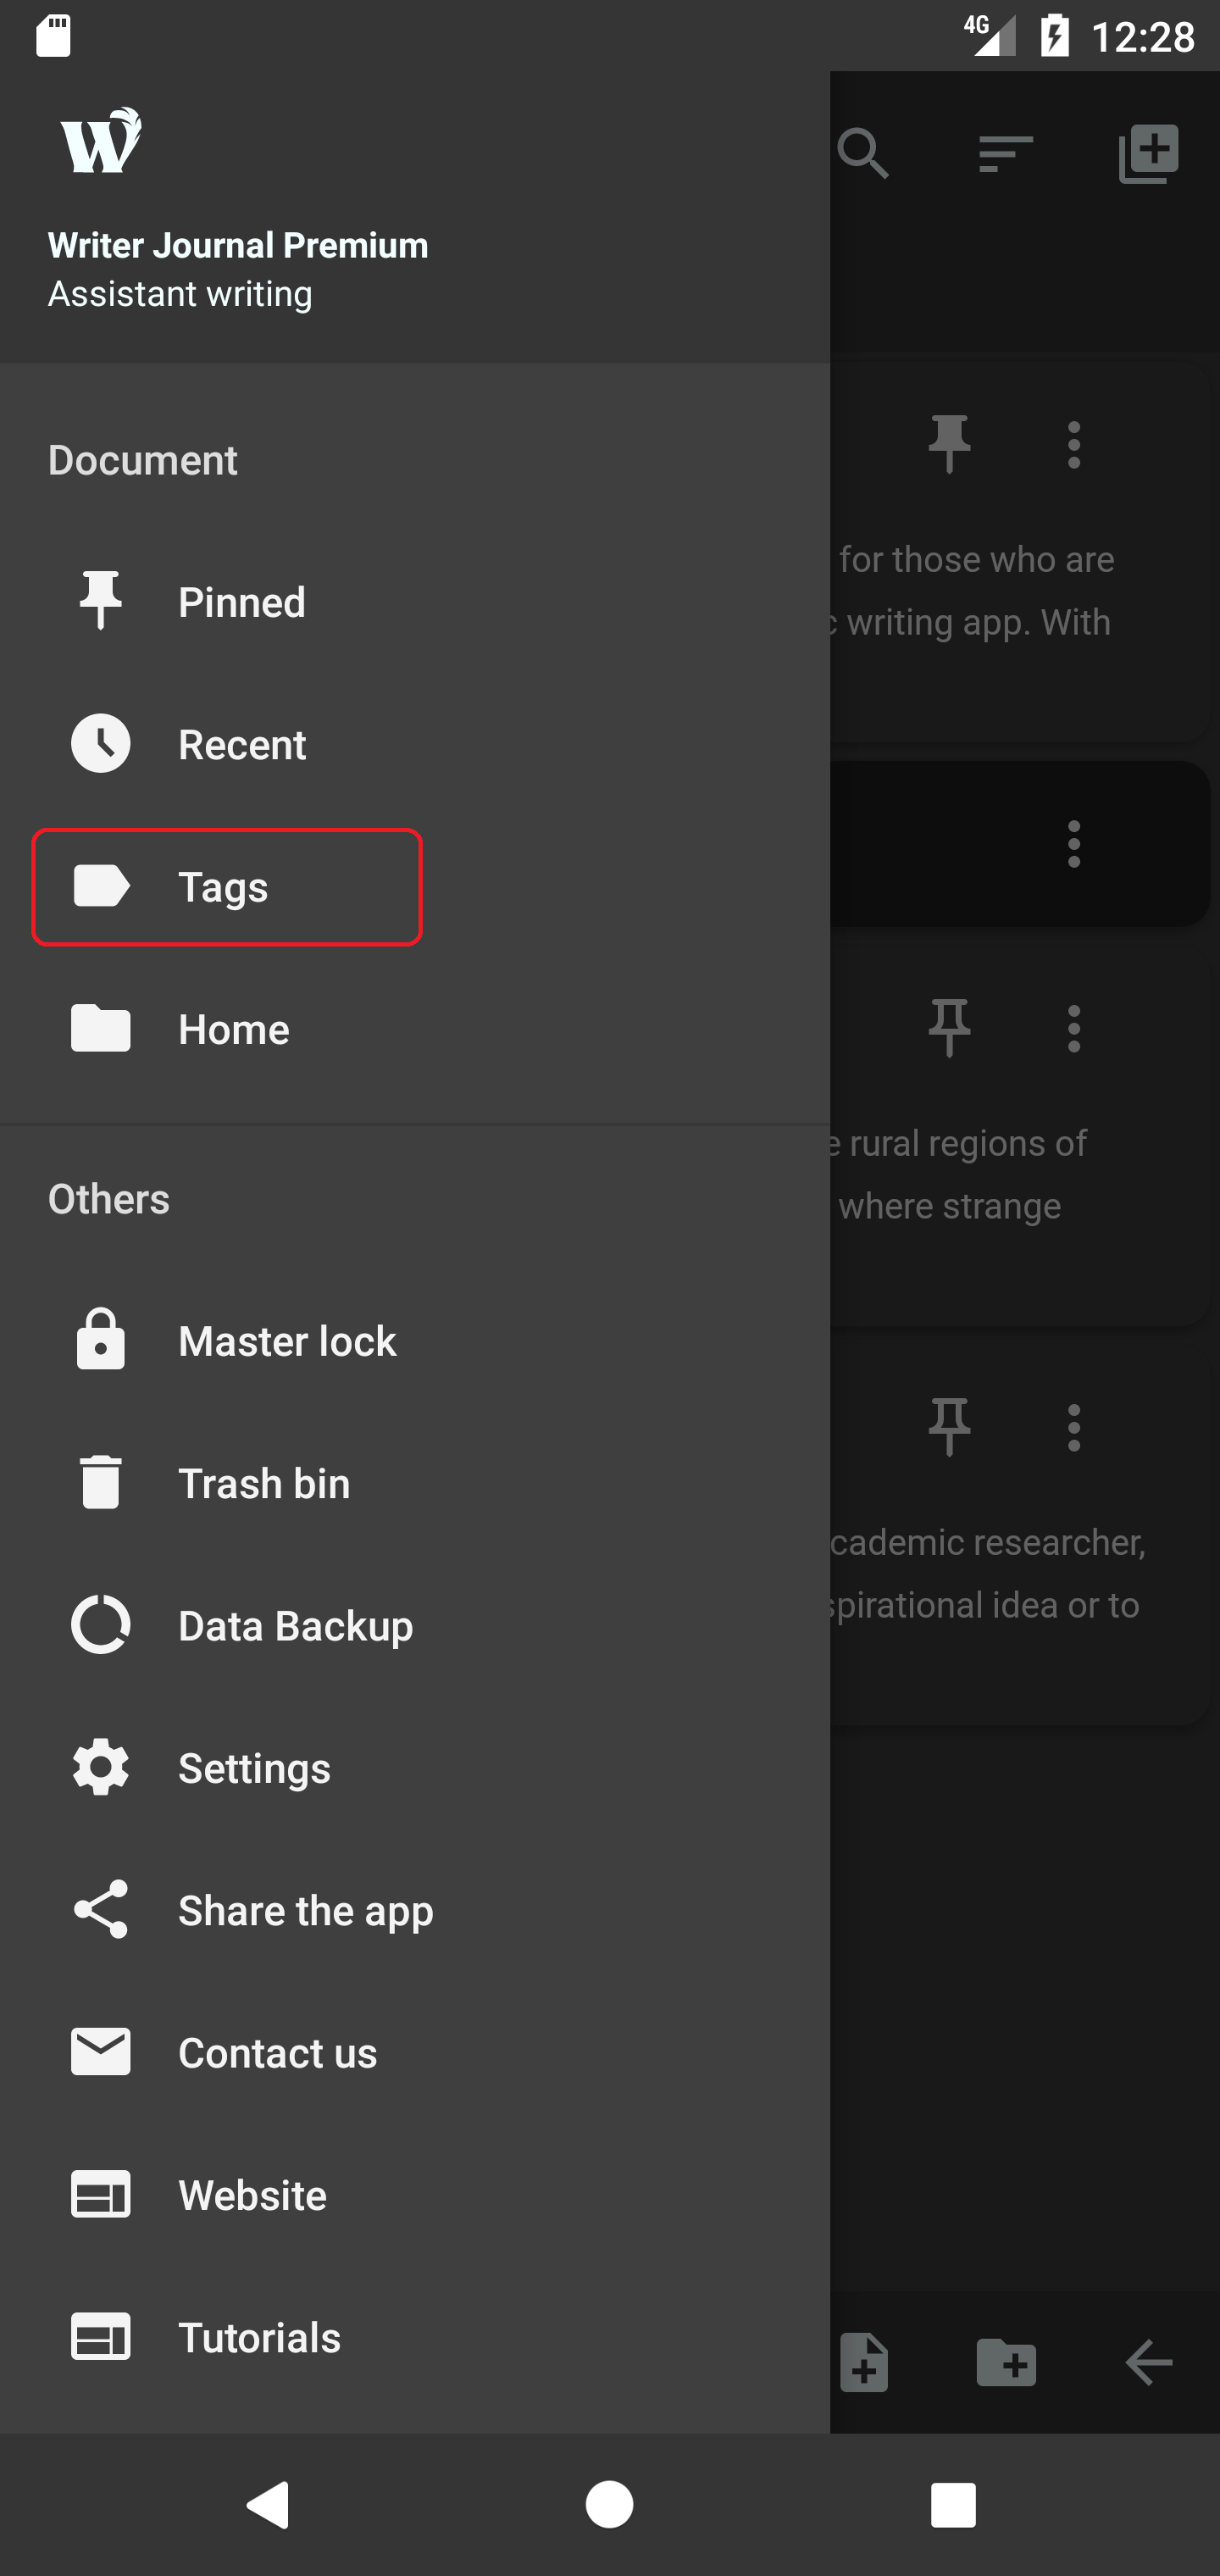 4G 12:28
W
Writer Journal Premium
Assistant writing
Document
Pinned
for those who are
writing app. With
Recent
Tags
Home
rural regions of
where strange
Others
Master lock
Trash bin
cademic researcher,
spirational idea or to
Data Backup
Settings
Share the app
Contact us
Website
Tutorials